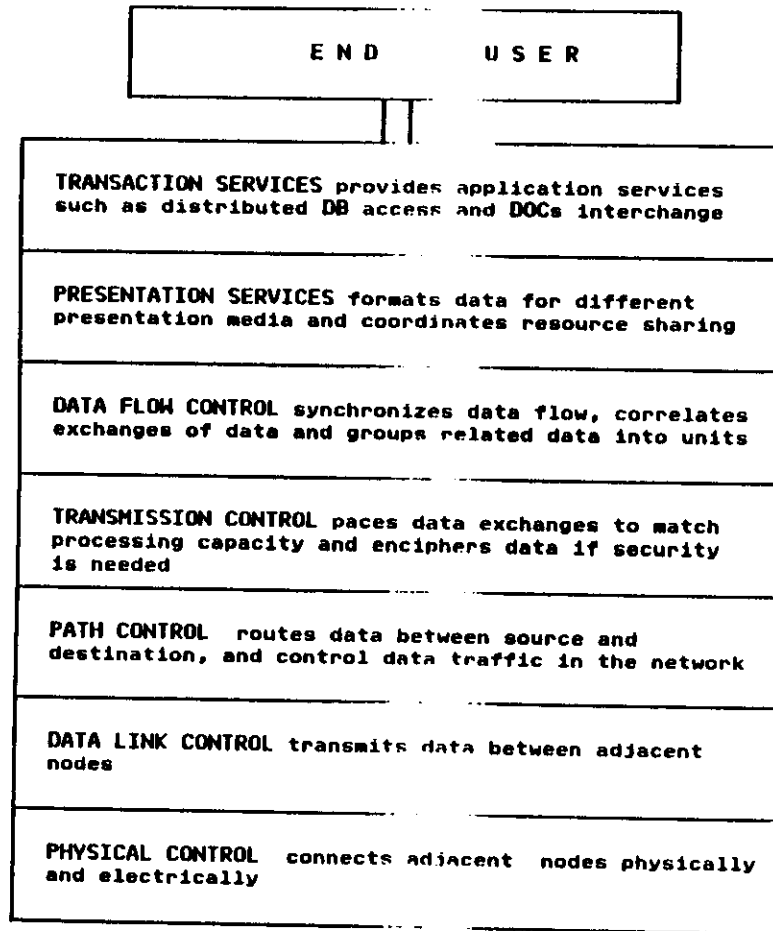 END USER
TRANSACTION SERVICES provides application services
such as distributed DB access and DOCs interchange
PRESENTATION SERVICES formats data for different
presentation media and coordinates resource sharing
DATA FLOW CONTROL synchronizes data flow, correlates
exchanges of data and groups related data into units
TRANSMISSION CONTROL paces data exchanges to match
processing capacity and enciphers data if security
is needed
PATH CONTROL routes data between source and
destination, and control data traffic in the network
DATA LINK CONTROL transmits data between adjacent
nodes
PHYSICAL CONTROL connects adjacent nodes physically
and electrically